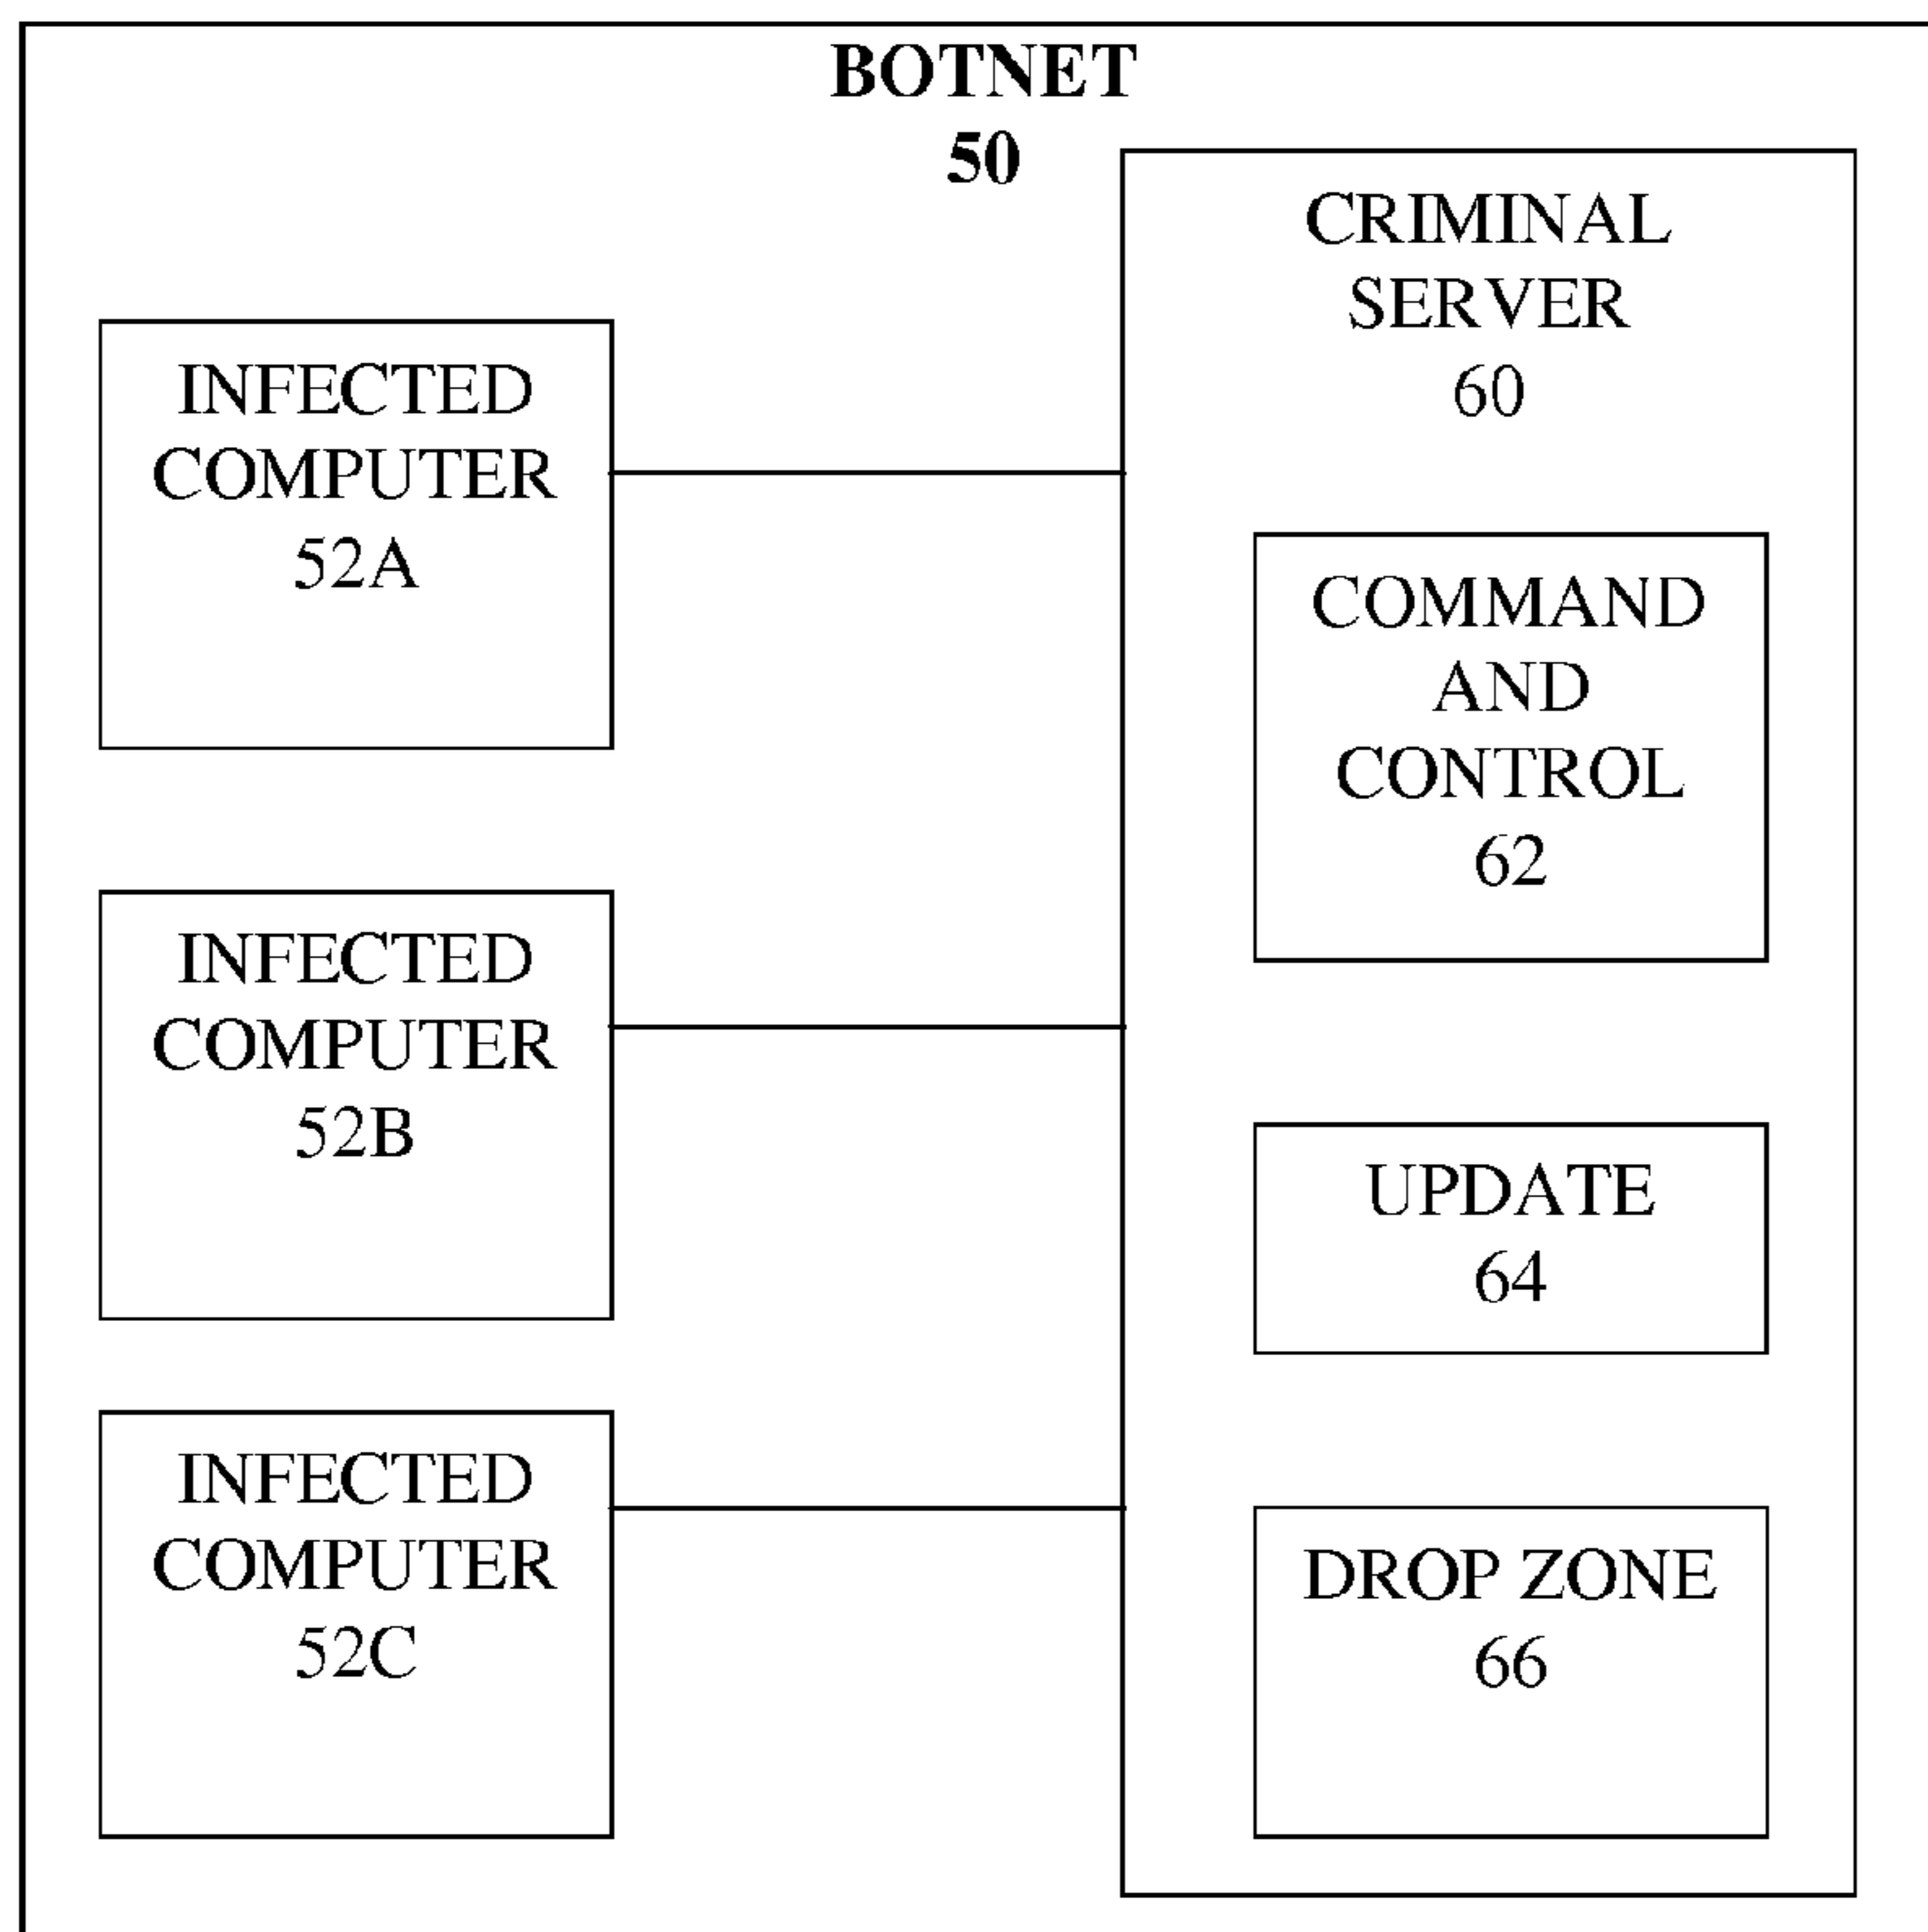 BOTNET
50
INFECTED
COMPUTER
52A
INFECTED
COMPUTER
52B
INFECTED
COMPUTER
52C
CRIMINAL
SERVER
60
COMMAND
AND
CONTROL
62
UPDATE
64
DROP ZONE
66